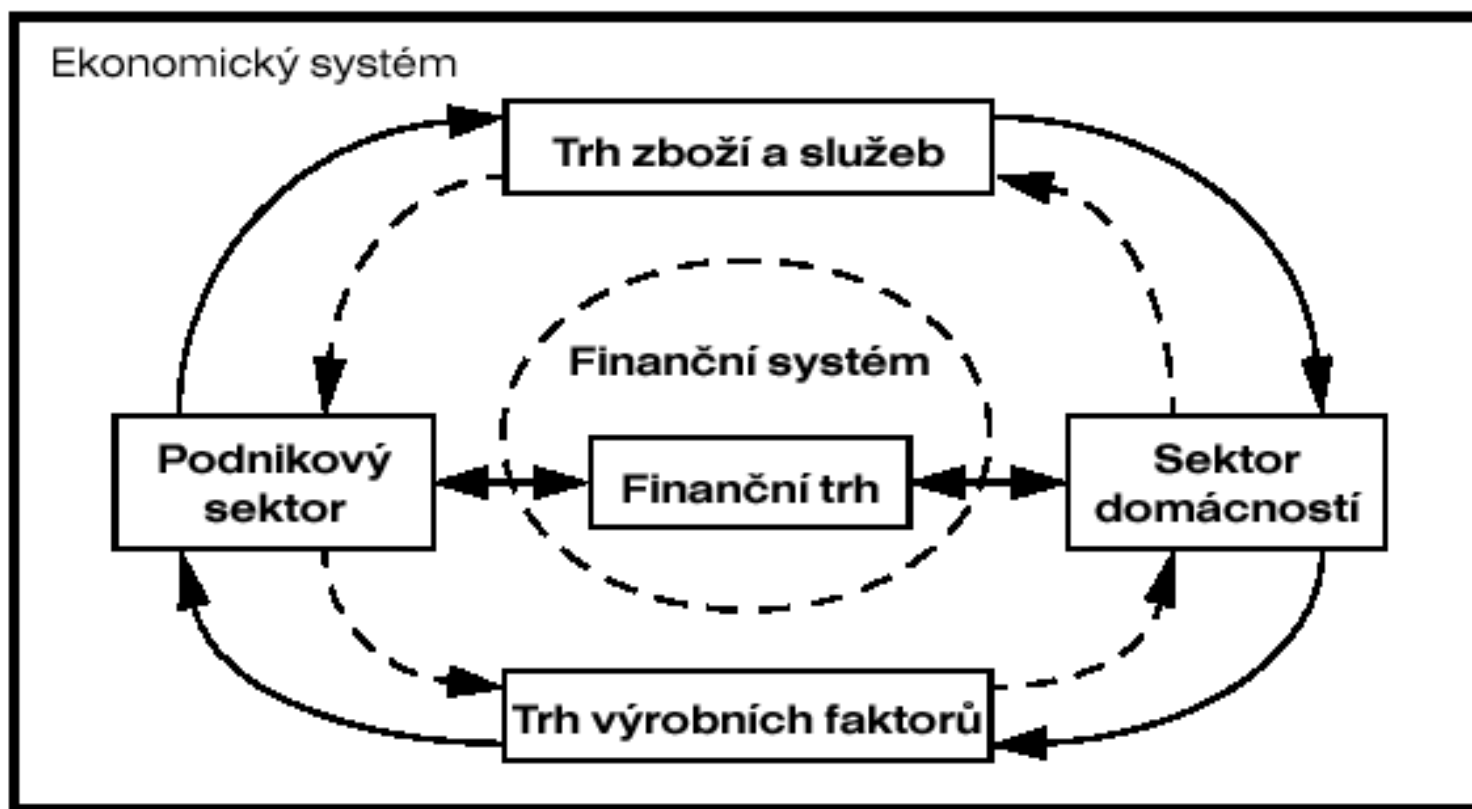 Ekonomický systém
Trh zboží a služeb
Finanční systém
Podnikový
sektor
Finanční trh
Sektor
domácností
Trh výrobních faktorů